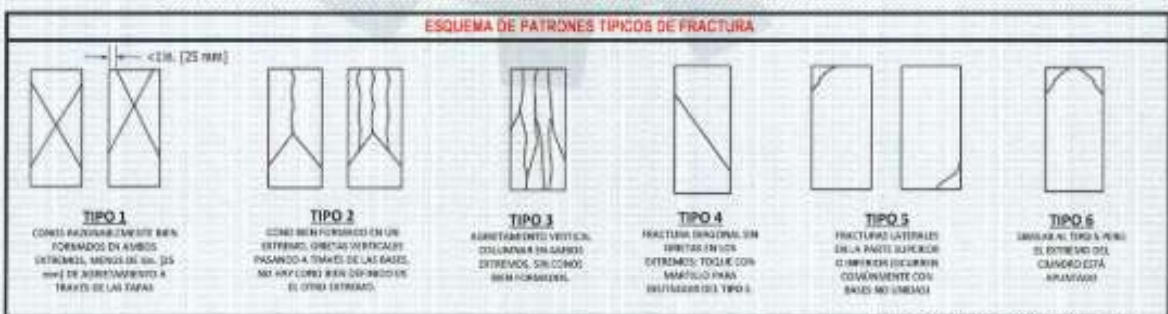 ESQUEMA DE PATRONES TIPICOS DE FRACTURA
<1in. [25 mm]
TIPO 1
CONOS RAZONABLEMENTE BIEN
FORMADOS EN AMBOS
EXTREMOS, MENOS DE 1in. [25
mm] DE AGRIETAMIENTO A
TRAVÉS DE LAS TAPAS
TIPO 2
CONO BIEN FORMADO EN UN
EXTREMO, GRIETAS VERTICALES
PASANDO A TRAVÉS DE LAS BASES,
NO HAY CONO BIEN DEFINIDO EN
EL OTRO EXTREMO.
TIPO 3
AGRIETAMIENTO VERTICAL
COLUMNAR EN AMBOS
EXTREMOS, SIN CONOS
BIEN FORMADOS.
TIPO 4
FRACTURA DIAGONAL SIN
GRIETAS EN LOS
EXTREMOS; TOQUE CON
MARTILLO PARA
DISTINGUIR DEL TIPO 1.
TIPO 5
FRACTURAS LATERALES
EN LA PARTE SUPERIOR
O INFERIOR (OCURREN
COMÚNMENTE CON
BASES NO UNIDAS)
TIPO 6
SIMILAR AL TIPO 5 PERO
EL EXTREMO DEL
CILINDRO ESTÁ
APUNTADO